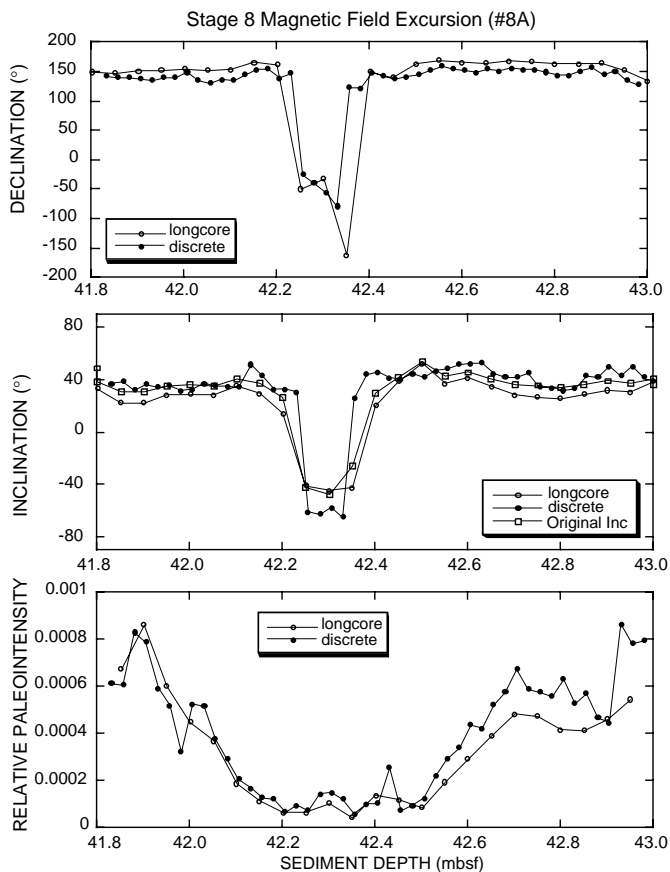 Stage 8 Magnetic Field Excursion (#8A)
200
150
100
50
0
-50
-100
-150
-200
DECLINATION (°)
longcore
discrete
41.8 42.0 42.2 42.4 42.6 42.8 43.0
80
40
0
-40
-80
INCLINATION (°)
longcore
discrete
Original Inc
41.8 42.0 42.2 42.4 42.6 42.8 43.0
0.001
0.0008
0.0006
0.0004
0.0002
0
RELATIVE PALEOINTENSITY
longcore
discrete
41.8 42.0 42.2 42.4 42.6 42.8 43.0
SEDIMENT DEPTH (mbsf)